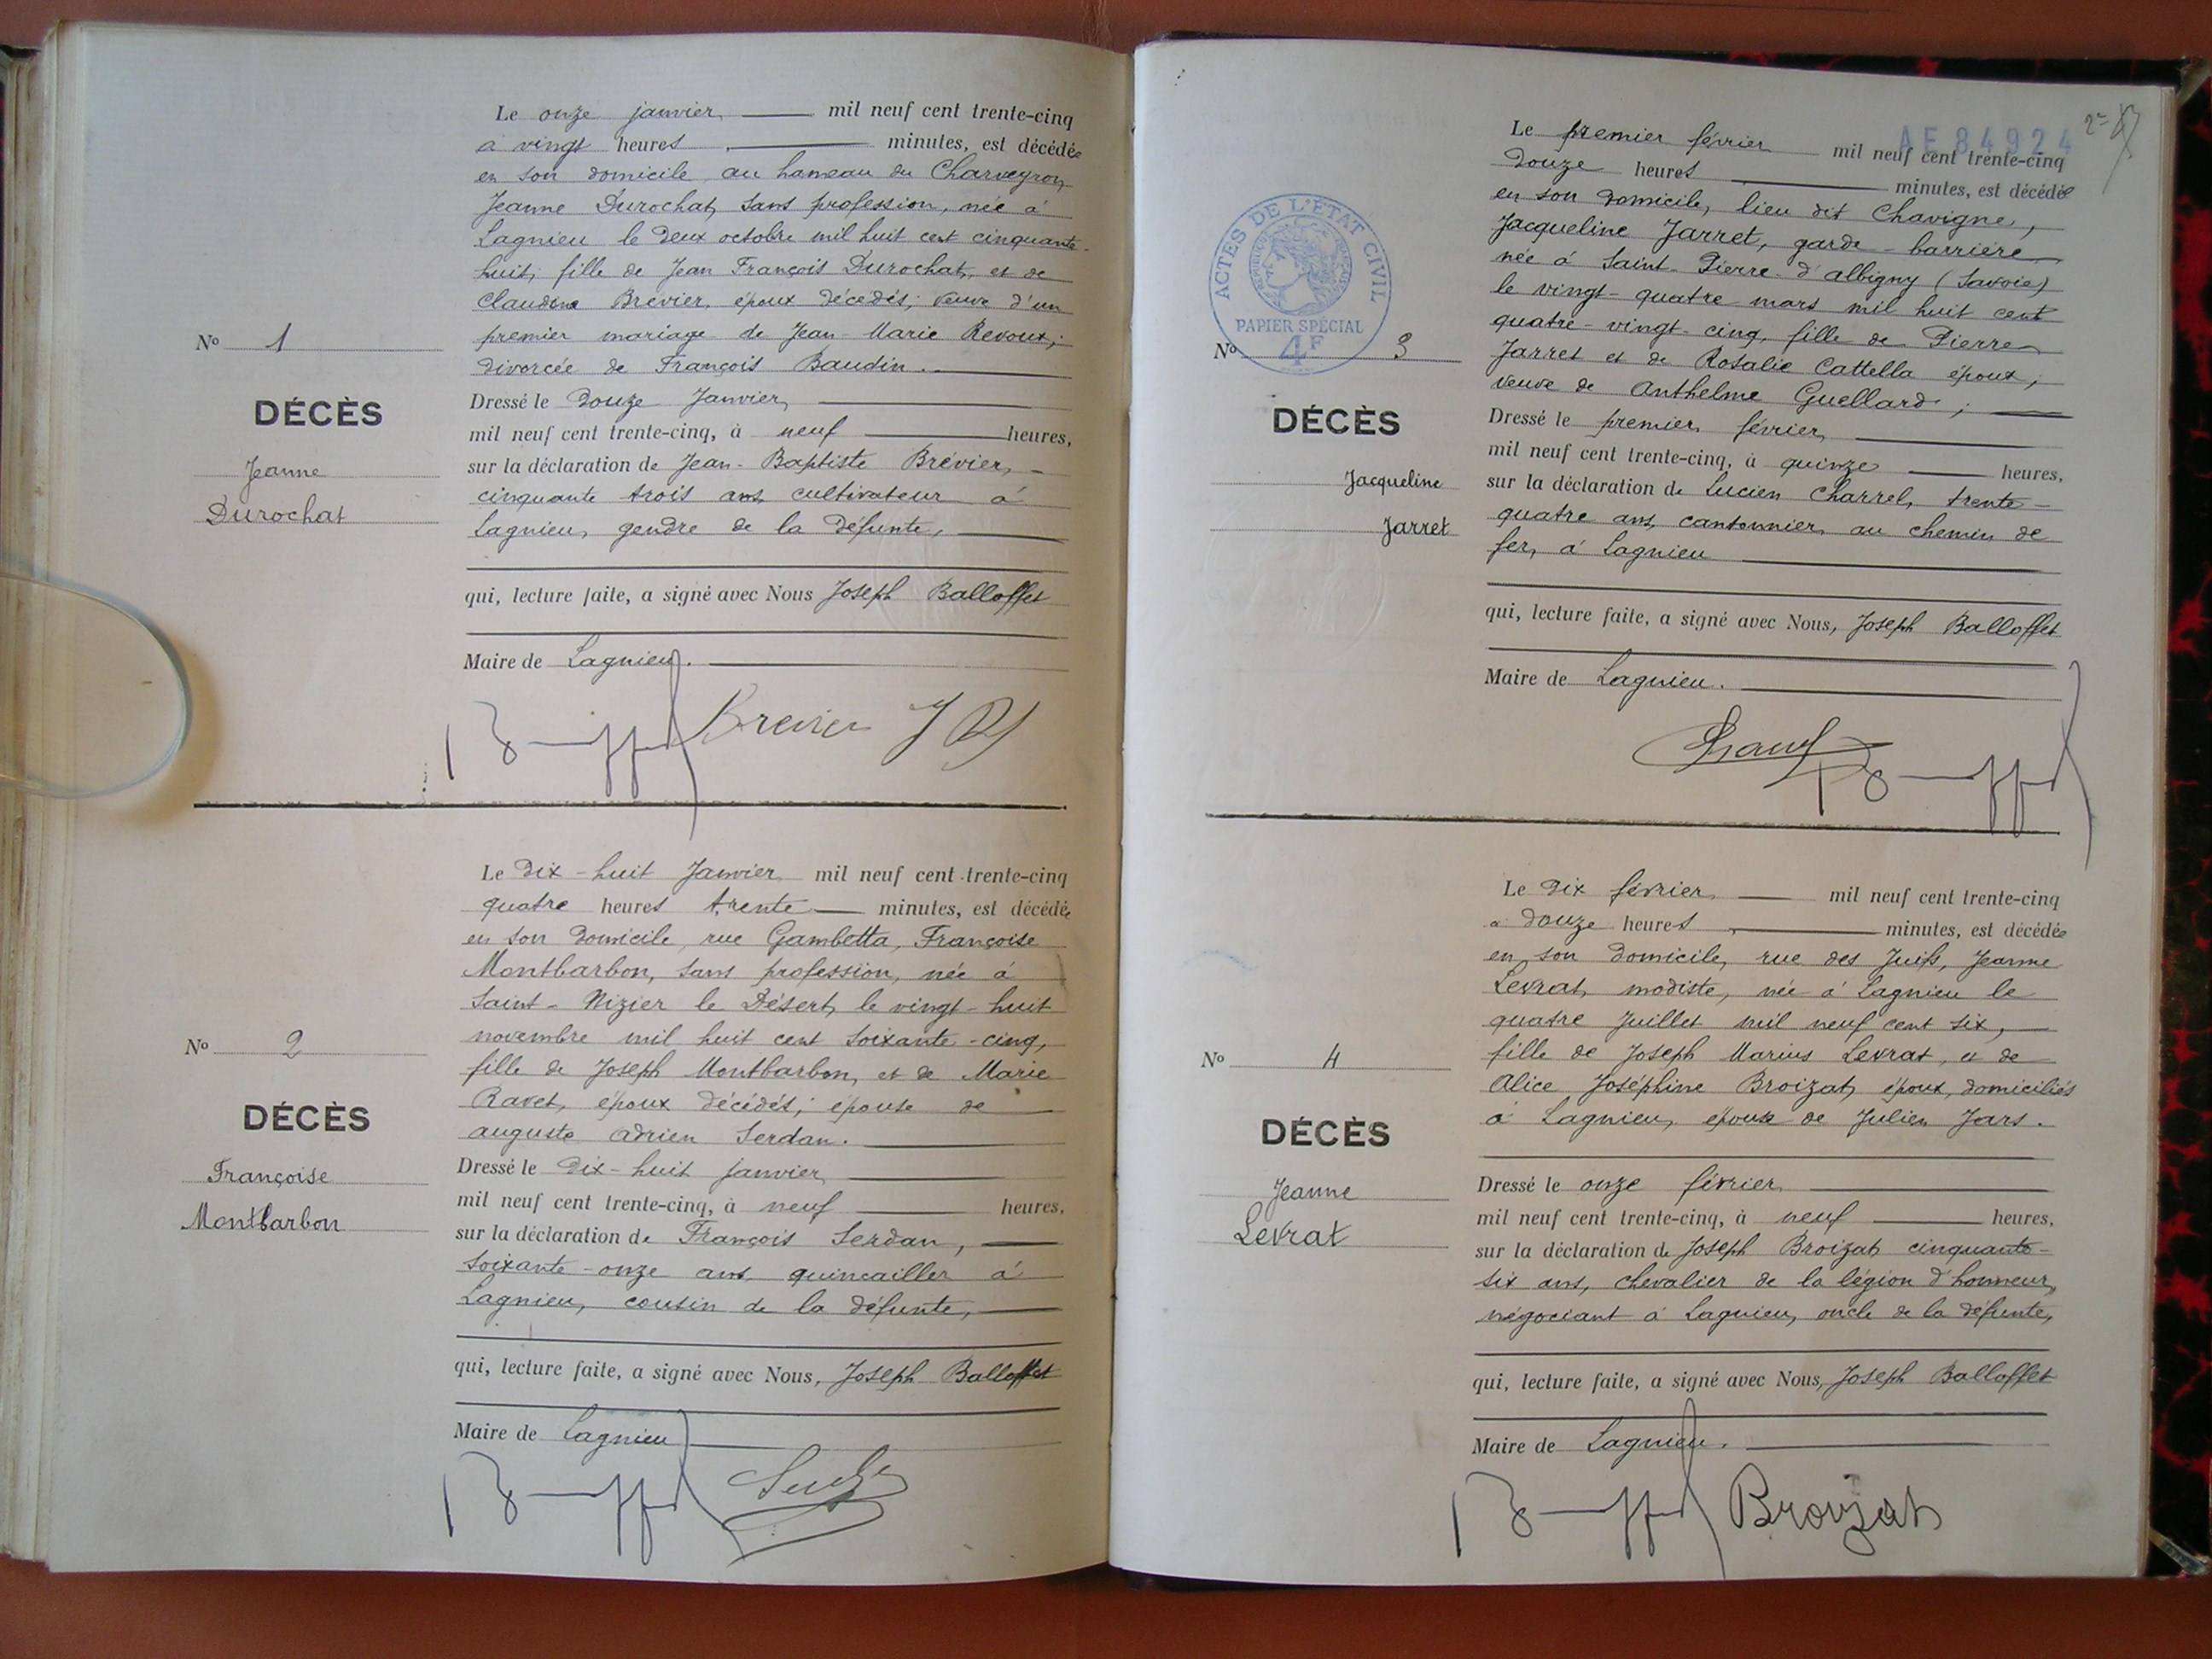 Le onze janvier, mil neuf cent trente-cinq
à vingt heures minutes, est décédée
en son domicile au hameau du Charveyron
Jeanne Durochat, sans profession, née à
Lagnieu le deux octobre mil huit cent cinquante-
huit, fille de Jean François Durochat, et de
Claudine Brévier, époux décédés; veuve d'un
premier mariage de Jean-Marie Revoux;
divorcée de François Baudin.
Dressé le douze Janvier,
mil neuf cent trente-cinq, à neuf heures,
sur la déclaration de Jean-Baptiste Brévier,
cinquante trois ans, cultivateur à
Lagnieu, gendre de la défunte,
qui, lecture faite, a signé avec Nous Joseph Balloffet
Maire de Lagnieu.
Brevier J B
No 1
DÉCÈS
Jeanne
Durochat
Le dix-huit Janvier mil neuf cent trente-cinq
quatre heures trente minutes, est décédée
en son domicile, rue Gambetta, Françoise
Montbarbon, sans profession, née à
Saint-Nizier le Désert, le vingt-huit
novembre mil huit cent soixante-cinq,
fille de Joseph Montbarbon, et de Marie
Ravet, époux décédés; épouse de
auguste adrien Serdan.
Dressé le dix-huit janvier,
mil neuf cent trente-cinq, à neuf heures,
sur la déclaration de François Serdan,
soixante-onze ans, quincailler à
Lagnieu, cousin de la défunte,
qui, lecture faite, a signé avec Nous, Joseph Balloffet
Maire de Lagnieu
No 2
DÉCÈS
Françoise
Montbarbon
AE84924
Le premier février mil neuf cent trente-cinq
douze heures minutes, est décédée
en son domicile, lieu dit Chavigne,
Jacqueline Jarret, garde-barrière
née à Saint-Pierre-d'albigny (Savoie)
le vingt-quatre mars mil huit cent
quatre-vingt-cinq, fille de Pierre
Jarret et de Rosalie Cattella époux,
veuve de Anthelme Guellard;
Dressé le premier février,
mil neuf cent trente-cinq, à quinze heures,
sur la déclaration de Lucien Charrel, trente-
quatre ans, cantonnier au chemin de
fer, à Lagnieu
qui, lecture faite, a signé avec Nous, Joseph Balloffet
Maire de Lagnieu.
ACTES DE L'ÉTAT CIVIL
PAPIER SPÉCIAL
4F
No 3
DÉCÈS
Jacqueline
Jarret
Le dix février, mil neuf cent trente-cinq
à douze heures minutes, est décédée
en son domicile, rue des Juifs, Jeanne
Levrat, modiste, née à Lagnieu le
quatre Juillet mil neuf cent six,
fille de Joseph Marius Levrat, et de
Alice Joséphine Broizat, époux, domiciliés
à Lagnieu, épouse de Julien Jars.
Dressé le onze février,
mil neuf cent trente-cinq, à neuf heures,
sur la déclaration de Joseph Broizat, cinquante-
six ans, chevalier de la légion d'honneur,
négociant à Lagnieu, oncle de la défunte,
qui, lecture faite, a signé avec Nous, Joseph Balloffet
Maire de Lagnieu.
Broizat
No 4
DÉCÈS
Jeanne
Levrat